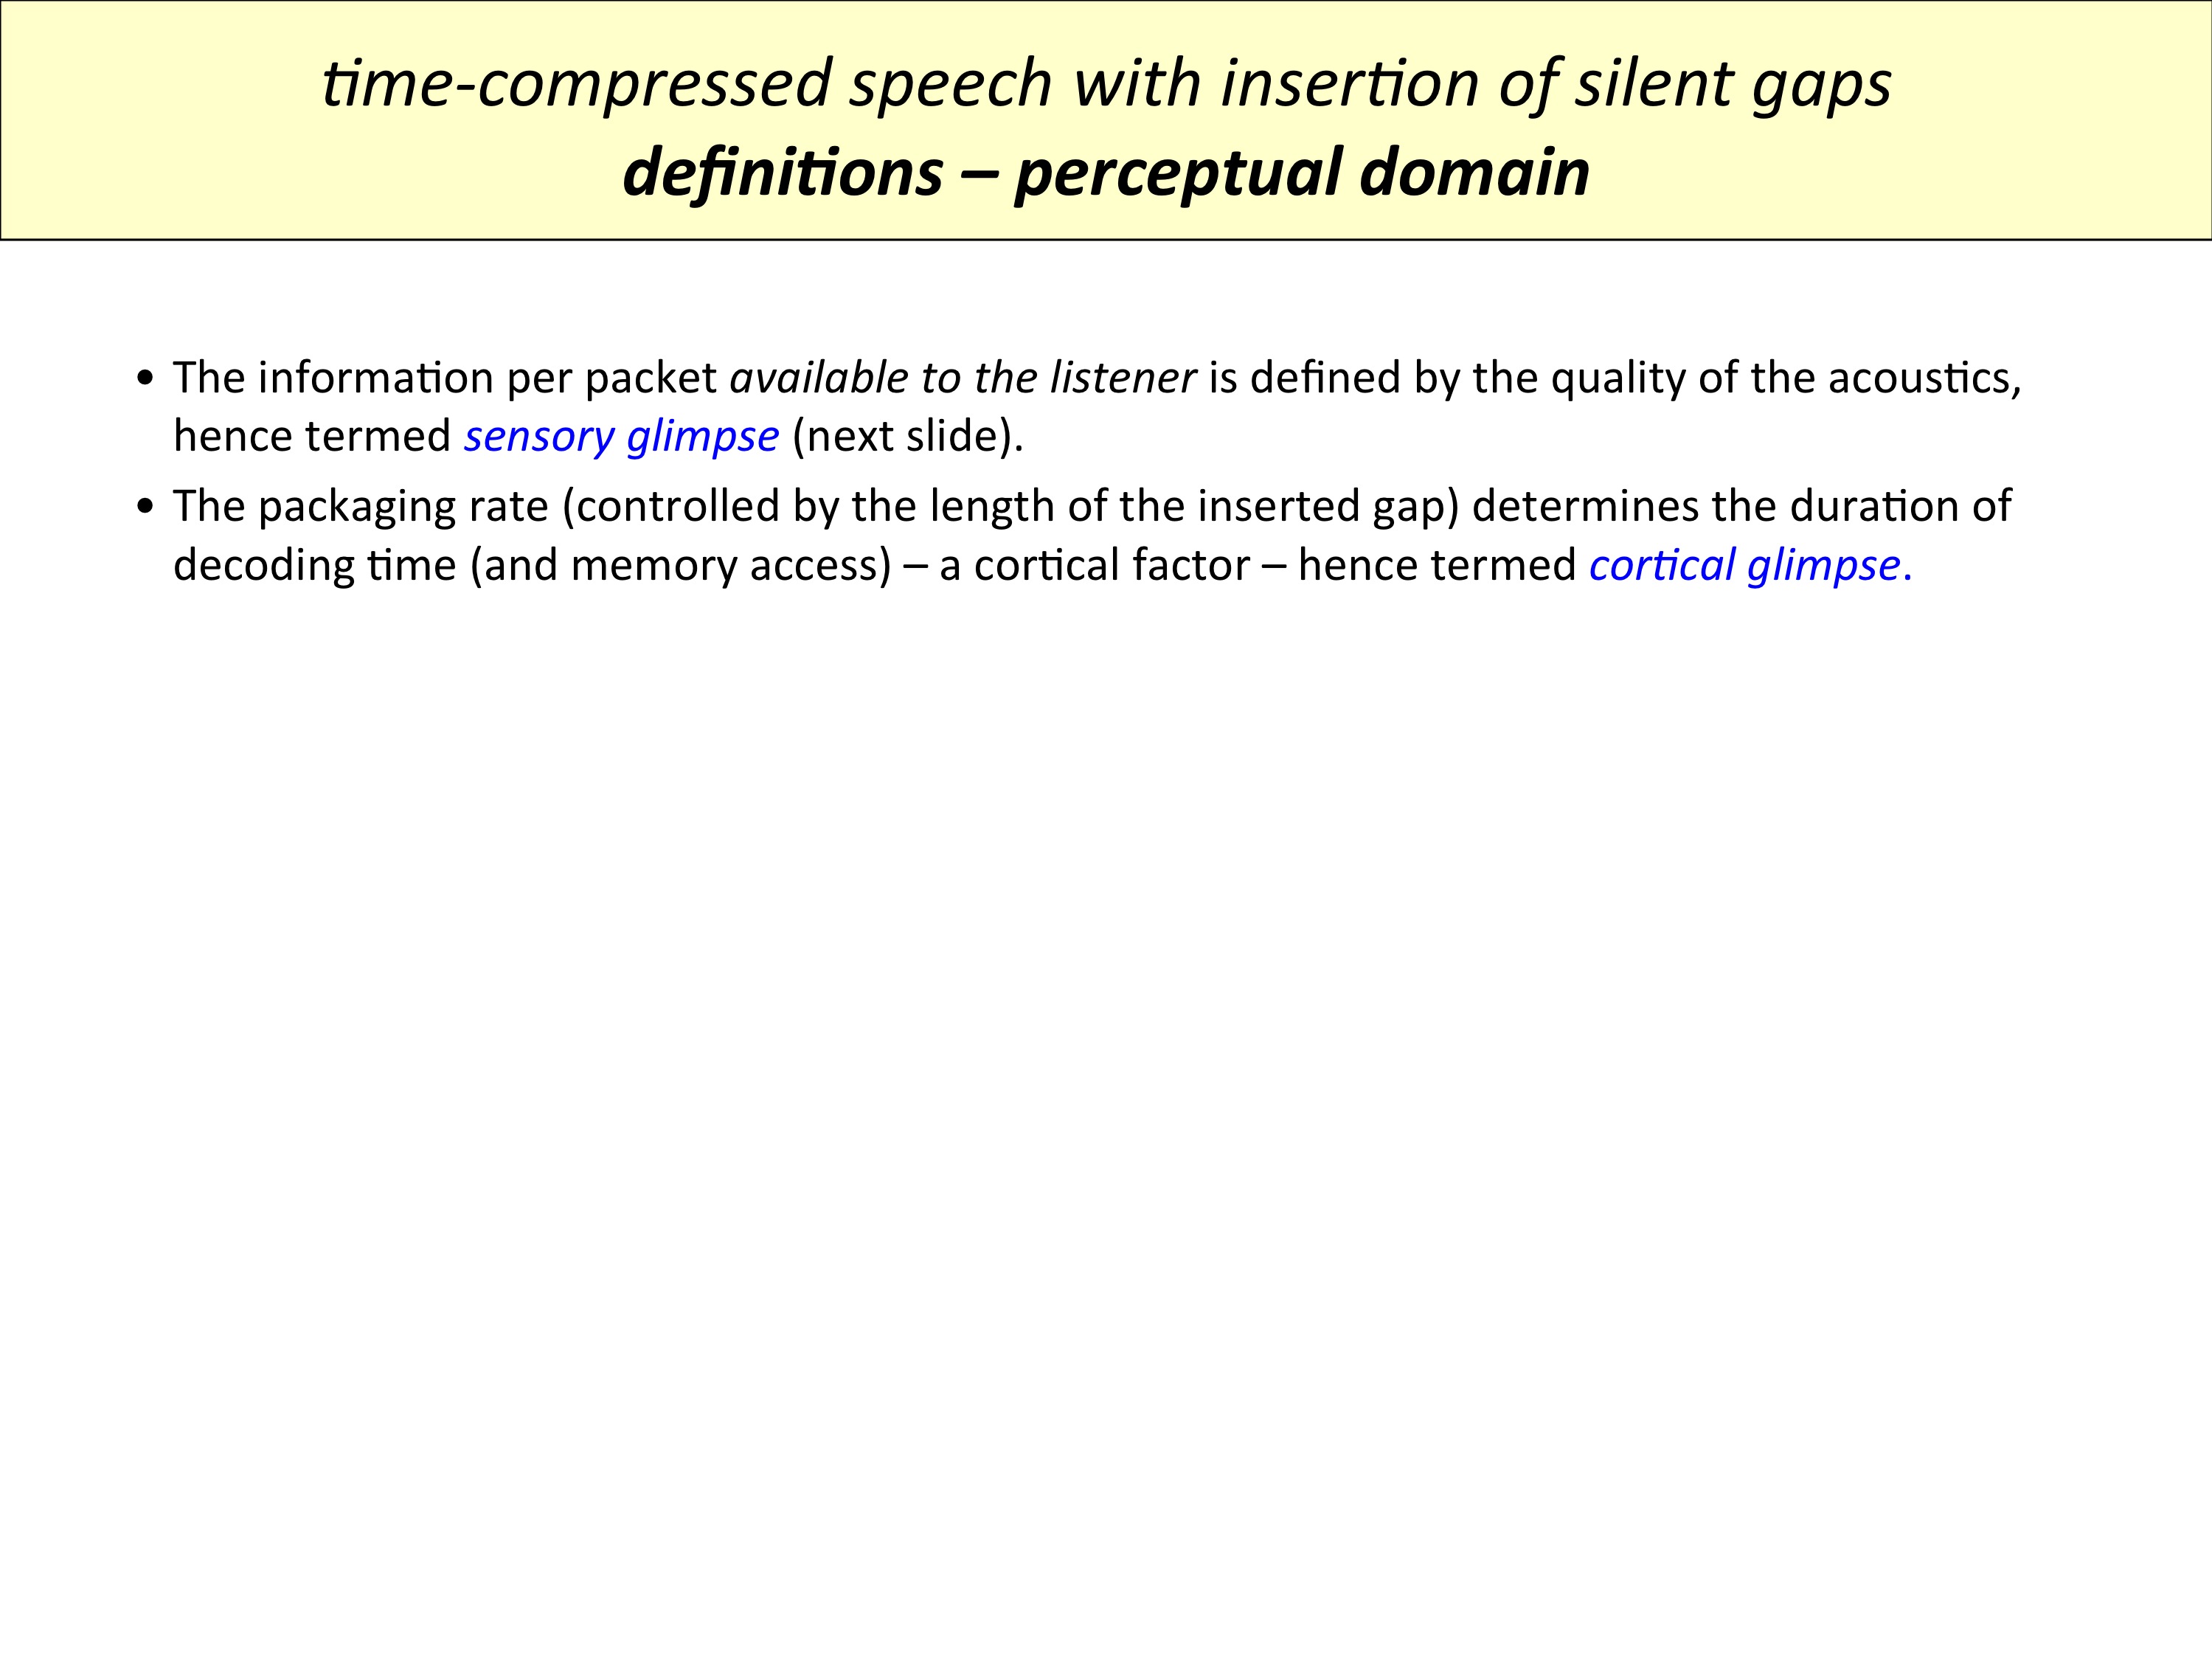 time-compressed speech with insertion of silent gaps
definitions – perceptual domain
• The information per packet available to the listener is defined by the quality of the acoustics,
hence termed sensory glimpse (next slide).
• The packaging rate (controlled by the length of the inserted gap) determines the duration of
decoding time (and memory access) – a cortical factor – hence termed cortical glimpse.